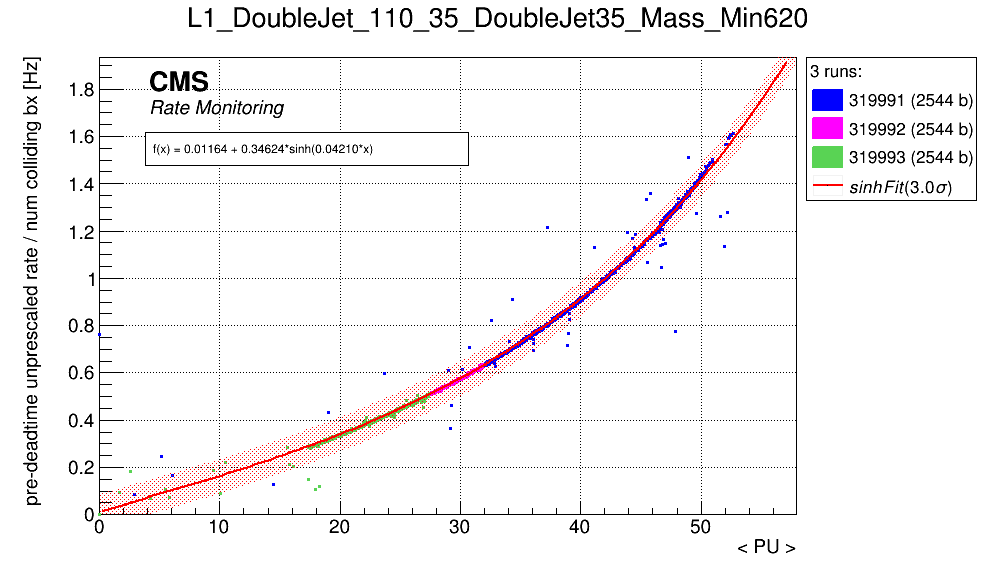 L1_DoubleJet_110_35_DoubleJet35_Mass_Min620
pre-deadtime unprescaled rate / num colliding bx [Hz]
CMS
Rate Monitoring
f(x) = 0.01164 + 0.34624*sinh(0.04210*x)
1.8
1.6
1.4
1.2
1
0.8
0.6
0.4
0.2
0
0 10 20 30 40 50
< PU >
3 runs:
319991 (2544 b)
319992 (2544 b)
319993 (2544 b)
sinhFit(3.0σ)